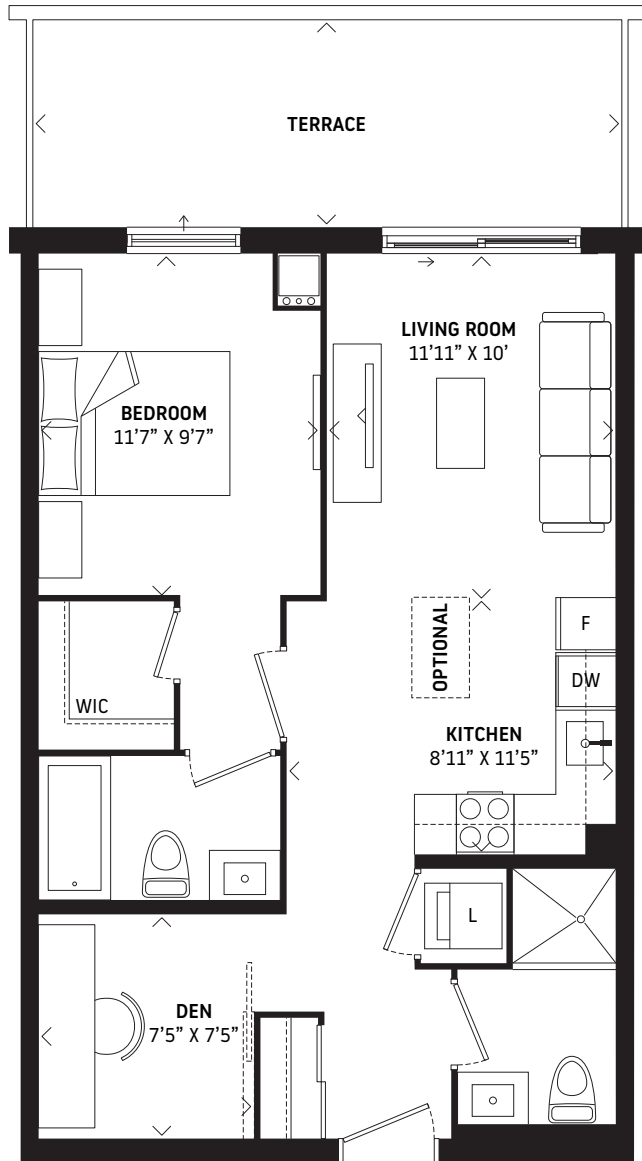 TERRACE
LIVING ROOM
11’11” X 10’
BEDROOM
11’7” X 9’7”
OPTIONAL
F
DW
WIC
KITCHEN
8’11” X 11’5”
L
DEN
7’5” X 7’5”